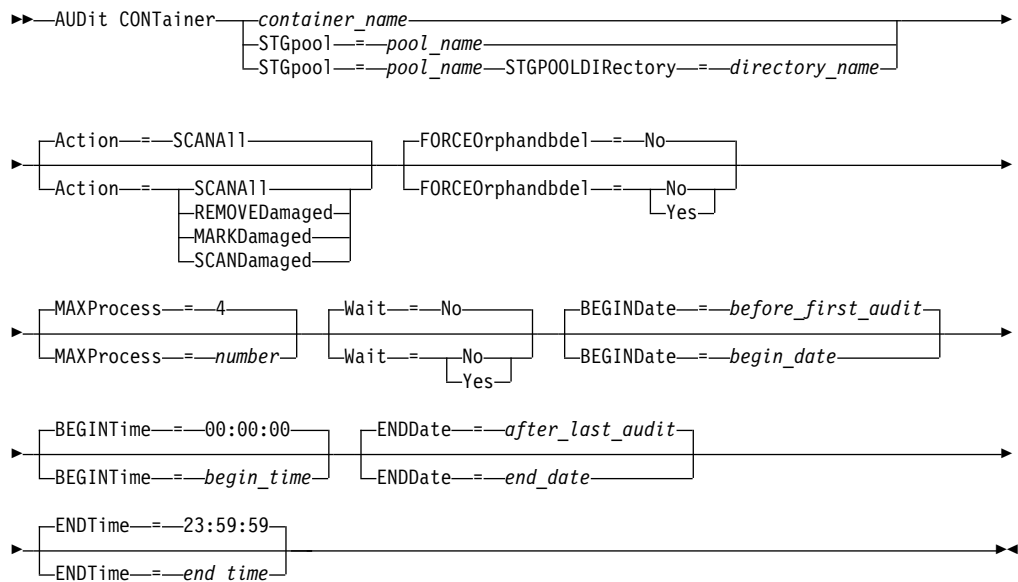 AUDit CONTainer container_name
STGpool = pool_name
STGpool = pool_name STGPOOLDIRectory = directory_name
Action = SCANAll FORCEOrphandbdel = No
Action = SCANAll FORCEOrphandbdel = No
REMOVEDamaged Yes
MARKDamaged
SCANDamaged
MAXProcess = 4 Wait = No BEGINDate = before_first_audit
MAXProcess = number Wait = No BEGINDate = begin_date
Yes
BEGINTime = 00:00:00 ENDDate = after_last_audit
BEGINTime = begin_time ENDDate = end_date
ENDTime = 23:59:59
ENDTime = end_time